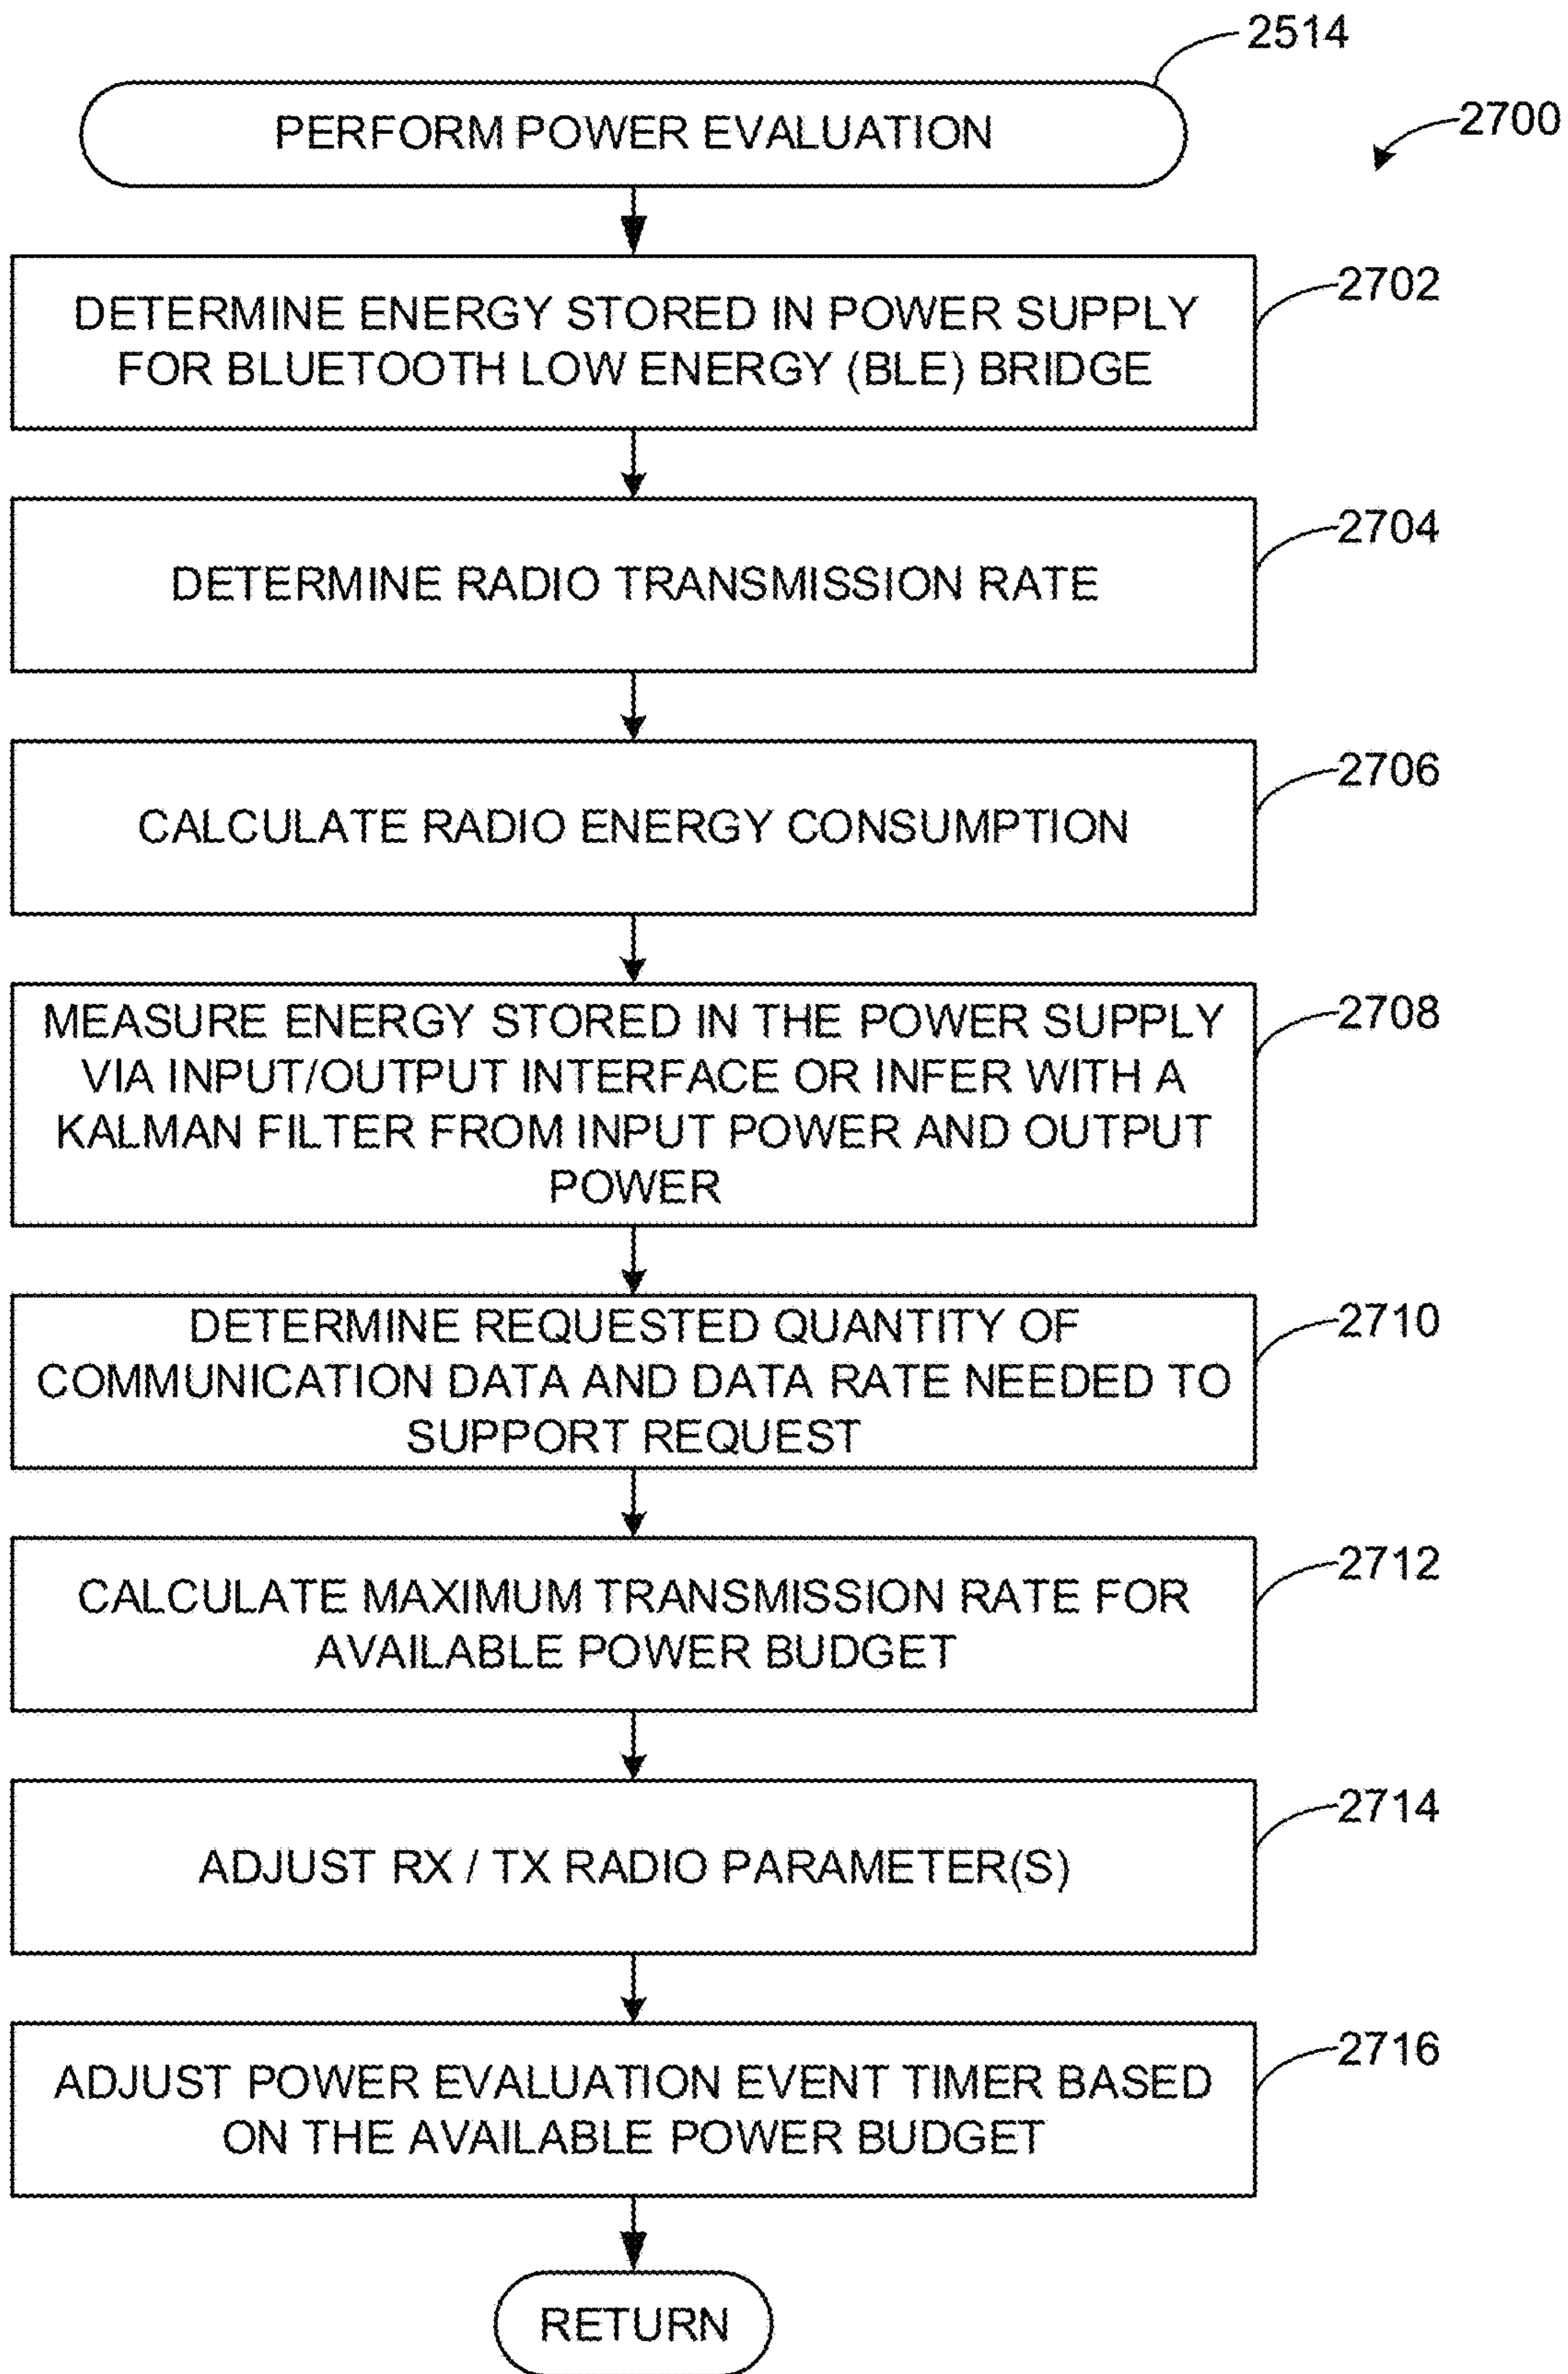 2514
PERFORM POWER EVALUATION
2700
2702
DETERMINE ENERGY STORED IN POWER SUPPLY
FOR BLUETOOTH LOW ENERGY (BLE) BRIDGE
2704
DETERMINE RADIO TRANSMISSION RATE
2706
CALCULATE RADIO ENERGY CONSUMPTION
2708
MEASURE ENERGY STORED IN THE POWER SUPPLY
VIA INPUT/OUTPUT INTERFACE OR INFER WITH A
KALMAN FILTER FROM INPUT POWER AND OUTPUT
POWER
2710
DETERMINE REQUESTED QUANTITY OF
COMMUNICATION DATA AND DATA RATE NEEDED TO
SUPPORT REQUEST
2712
CALCULATE MAXIMUM TRANSMISSION RATE FOR
AVAILABLE POWER BUDGET
2714
ADJUST RX / TX RADIO PARAMETER(S)
2716
ADJUST POWER EVALUATION EVENT TIMER BASED
ON THE AVAILABLE POWER BUDGET
RETURN